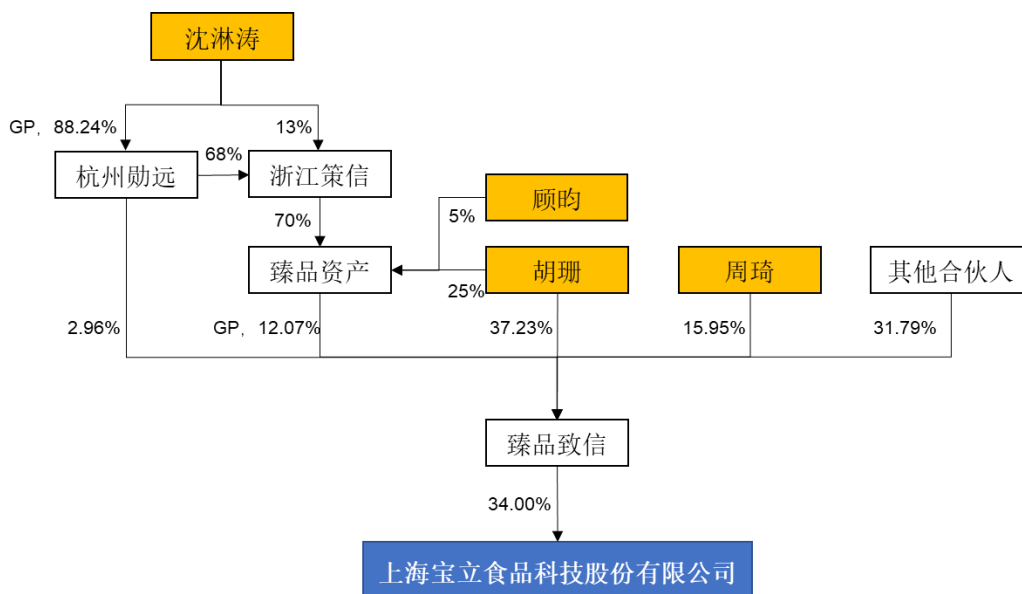 沈淋涛
GP，88.24%
13%
杭州勋远
68%
浙江策信
70%
5%
顾昀
臻品资产
25%
胡珊
周琦
其他合伙人
2.96%
GP，12.07%
37.23%
15.95%
31.79%
臻品致信
34.00%
上海宝立食品科技股份有限公司